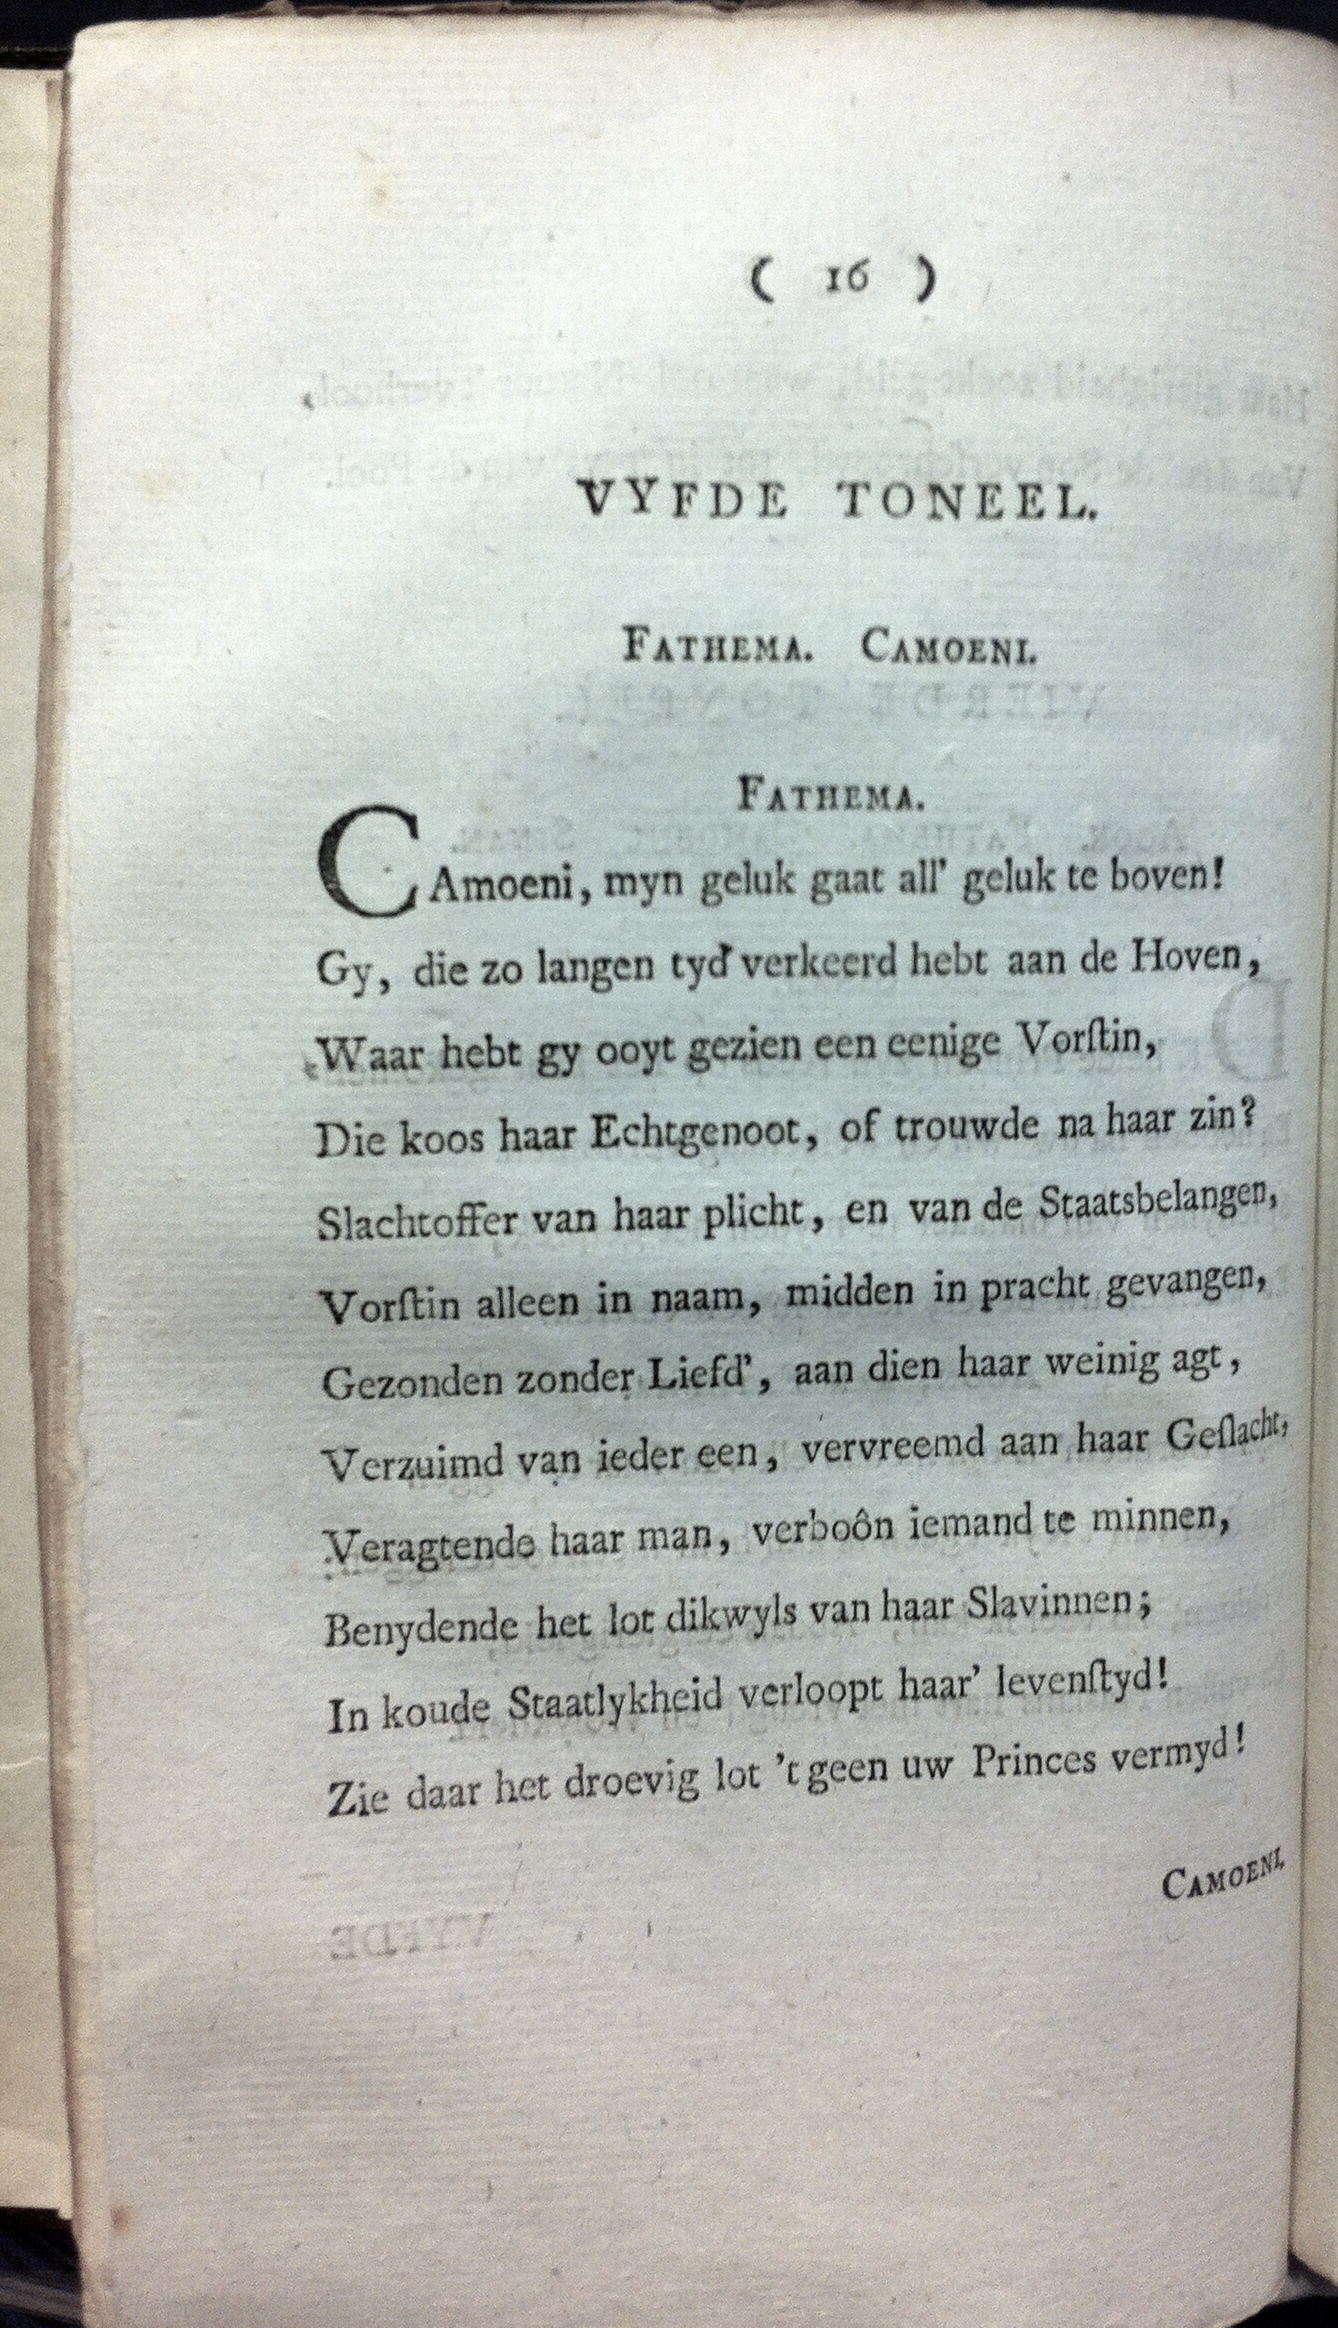 ( 16 )
VYFDE TONEEL.
FATHEMA. CAMOENI.
FATHEMA.
CAmoeni, myn geluk gaat all' geluk te boven!
Gy, die zo langen tyd verkeerd hebt aan de Hoven,
Waar hebt gy ooyt gezien een eenige Vorſtin,
Die koos haar Echtgenoot, of trouwde na haar zin?
Slachtoffer van haar plicht, en van de Staatsbelangen,
Vorſtin alleen in naam, midden in pracht gevangen,
Gezonden zonder Liefd', aan dien haar weinig agt,
Verzuimd van ieder een, vervreemd aan haar Geſlacht,
Veragtende haar man, verboôn iemand te minnen,
Benydende het lot dikwyls van haar Slavinnen;
In koude Staatlykheid verloopt haar' levenſtyd!
Zie daar het droevig lot 't geen uw Princes vermyd!
CAMOENI.